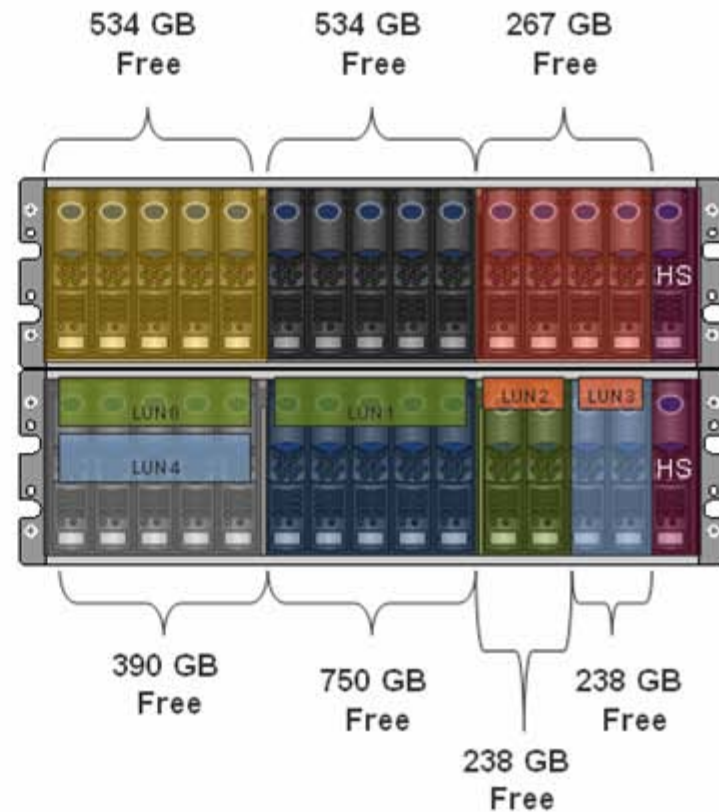 534 GB
Free
534 GB
Free
267 GB
Free
HS
LUN 0
LUN 1
LUN 2
LUN 3
LUN 4
HS
390 GB
Free
750 GB
Free
238 GB
Free
238 GB
Free